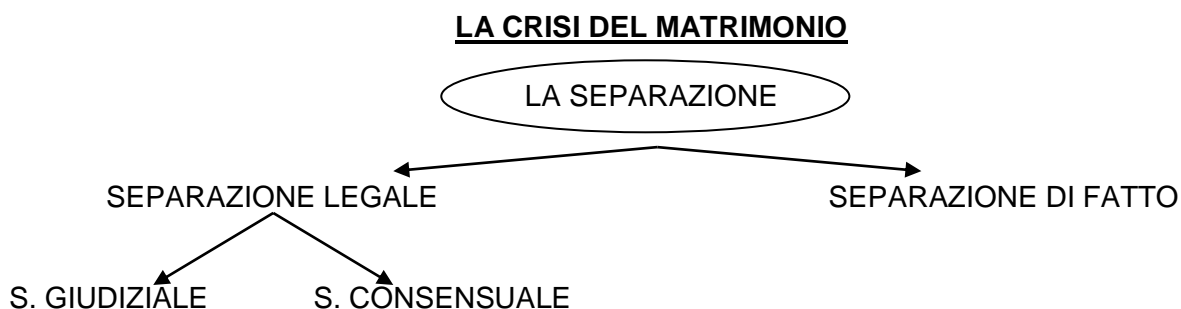 LA CRISI DEL MATRIMONIO
LA SEPARAZIONE
SEPARAZIONE LEGALE SEPARAZIONE DI FATTO
S. GIUDIZIALE S. CONSENSUALE